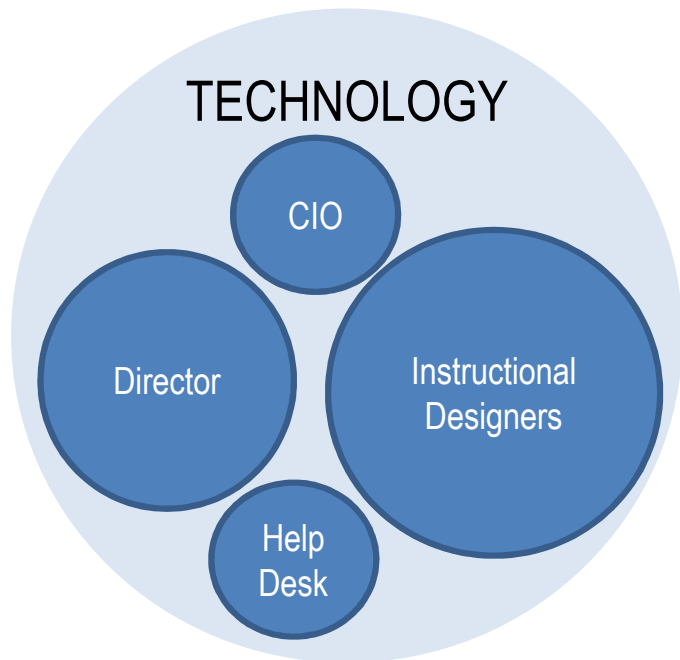 TECHNOLOGY
CIO
Director
Instructional
Designers
Help
Desk